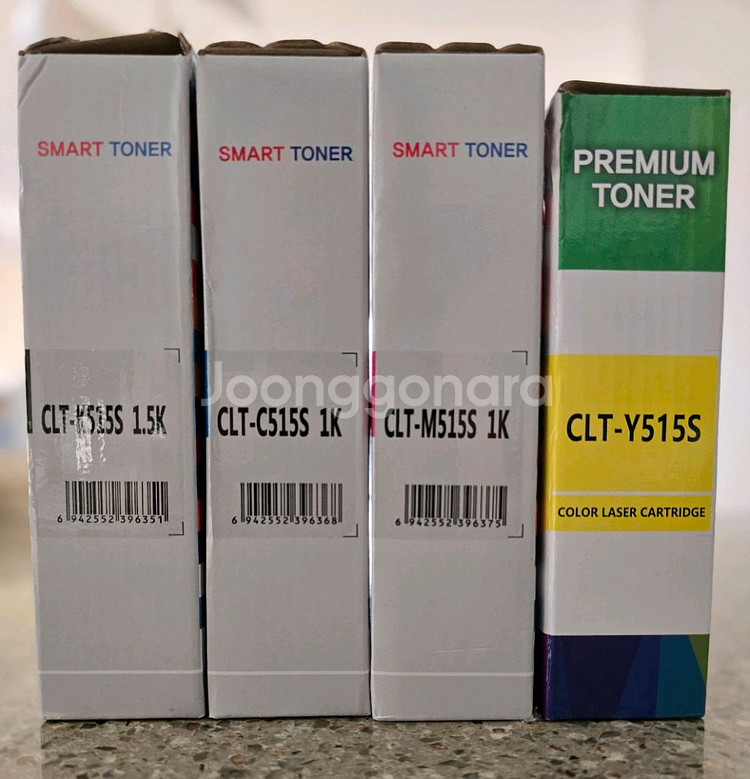 SMART TONER
CLT-K515S 1.5K
6 942552 396351
SMART TONER
CLT-C515S 1K
6 942552 396368
SMART TONER
CLT-M515S 1K
6 942552 396375
PREMIUM
TONER
CLT-Y515S
COLOR LASER CARTRIDGE
Joonggonara